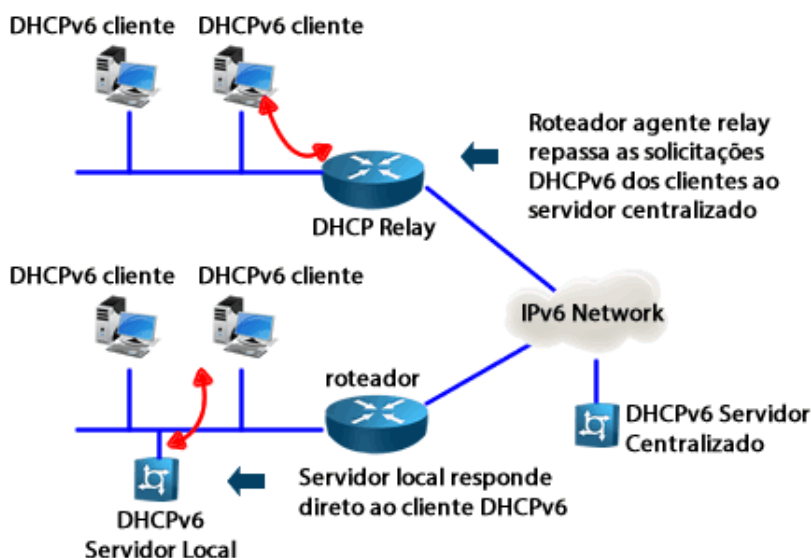 DHCPv6 cliente
DHCPv6 cliente
Roteador agente relay
repassa as solicitações
DHCPv6 dos clientes ao
servidor centralizado
DHCP Relay
DHCPv6 cliente
DHCPv6 cliente
IPv6 Network
roteador
DHCPv6 Servidor
Centralizado
Servidor local responde
direto ao cliente DHCPv6
DHCPv6
Servidor Local